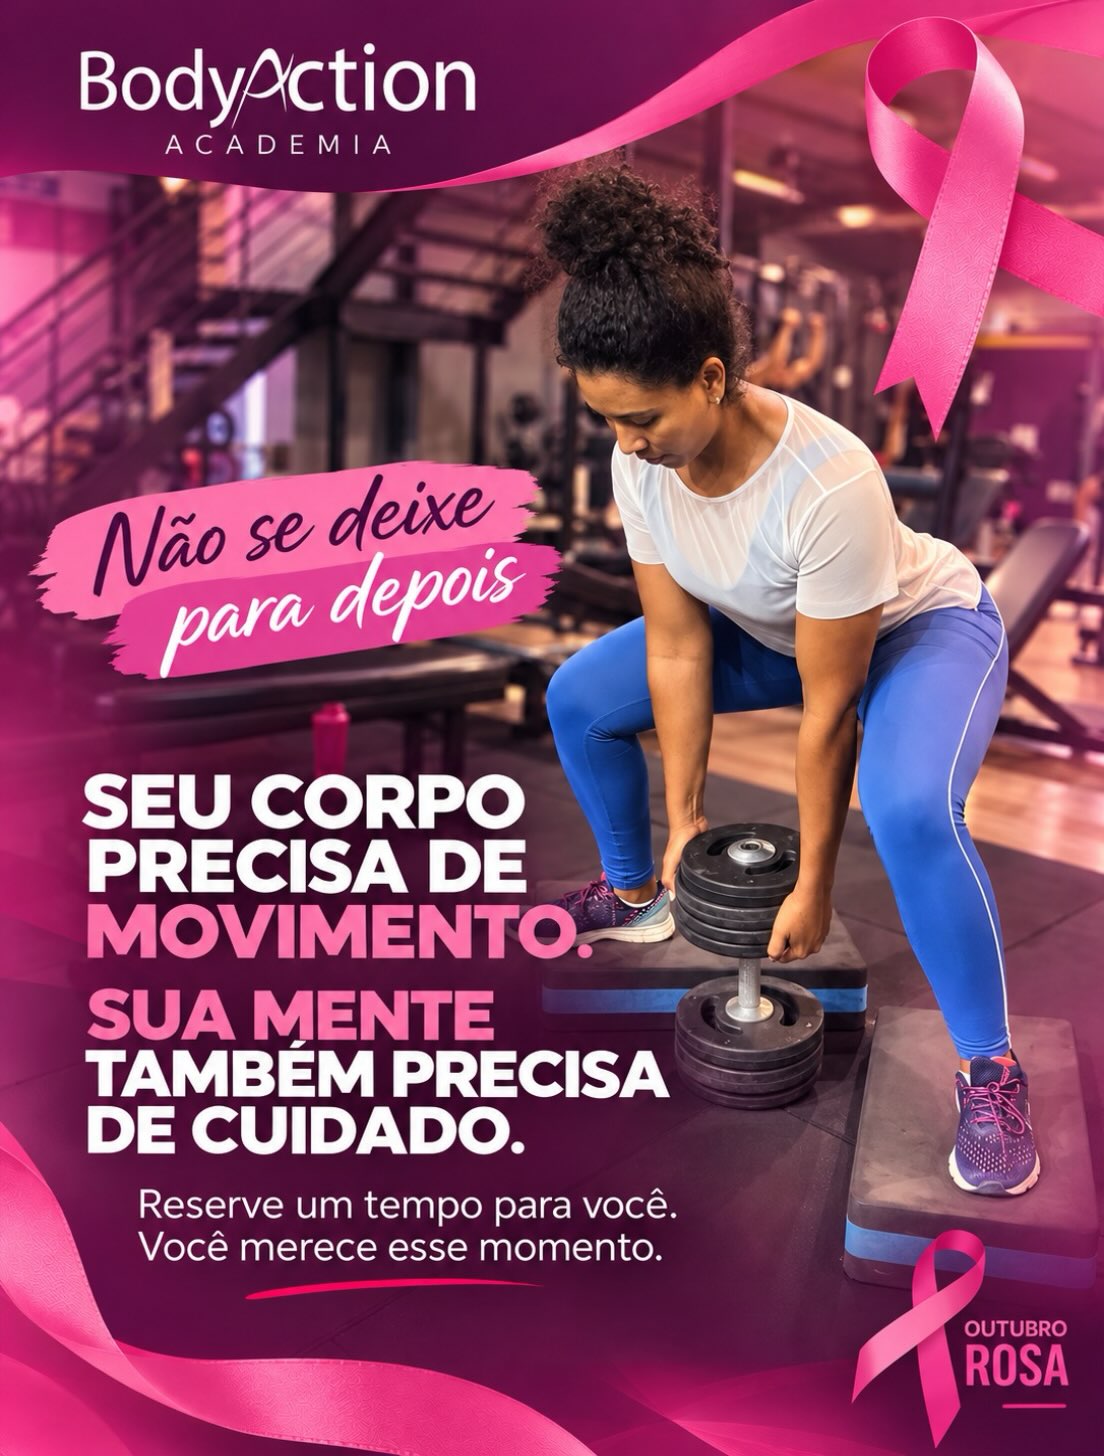 BodyAction
ACADEMIA
Não se deixe
para depois
SEU CORPO
PRECISA DE
MOVIMENTO.
SUA MENTE
TAMBÉM PRECISA
DE CUIDADO.
Reserve um tempo para você.
Você merece esse momento.
OUTUBRO
ROSA